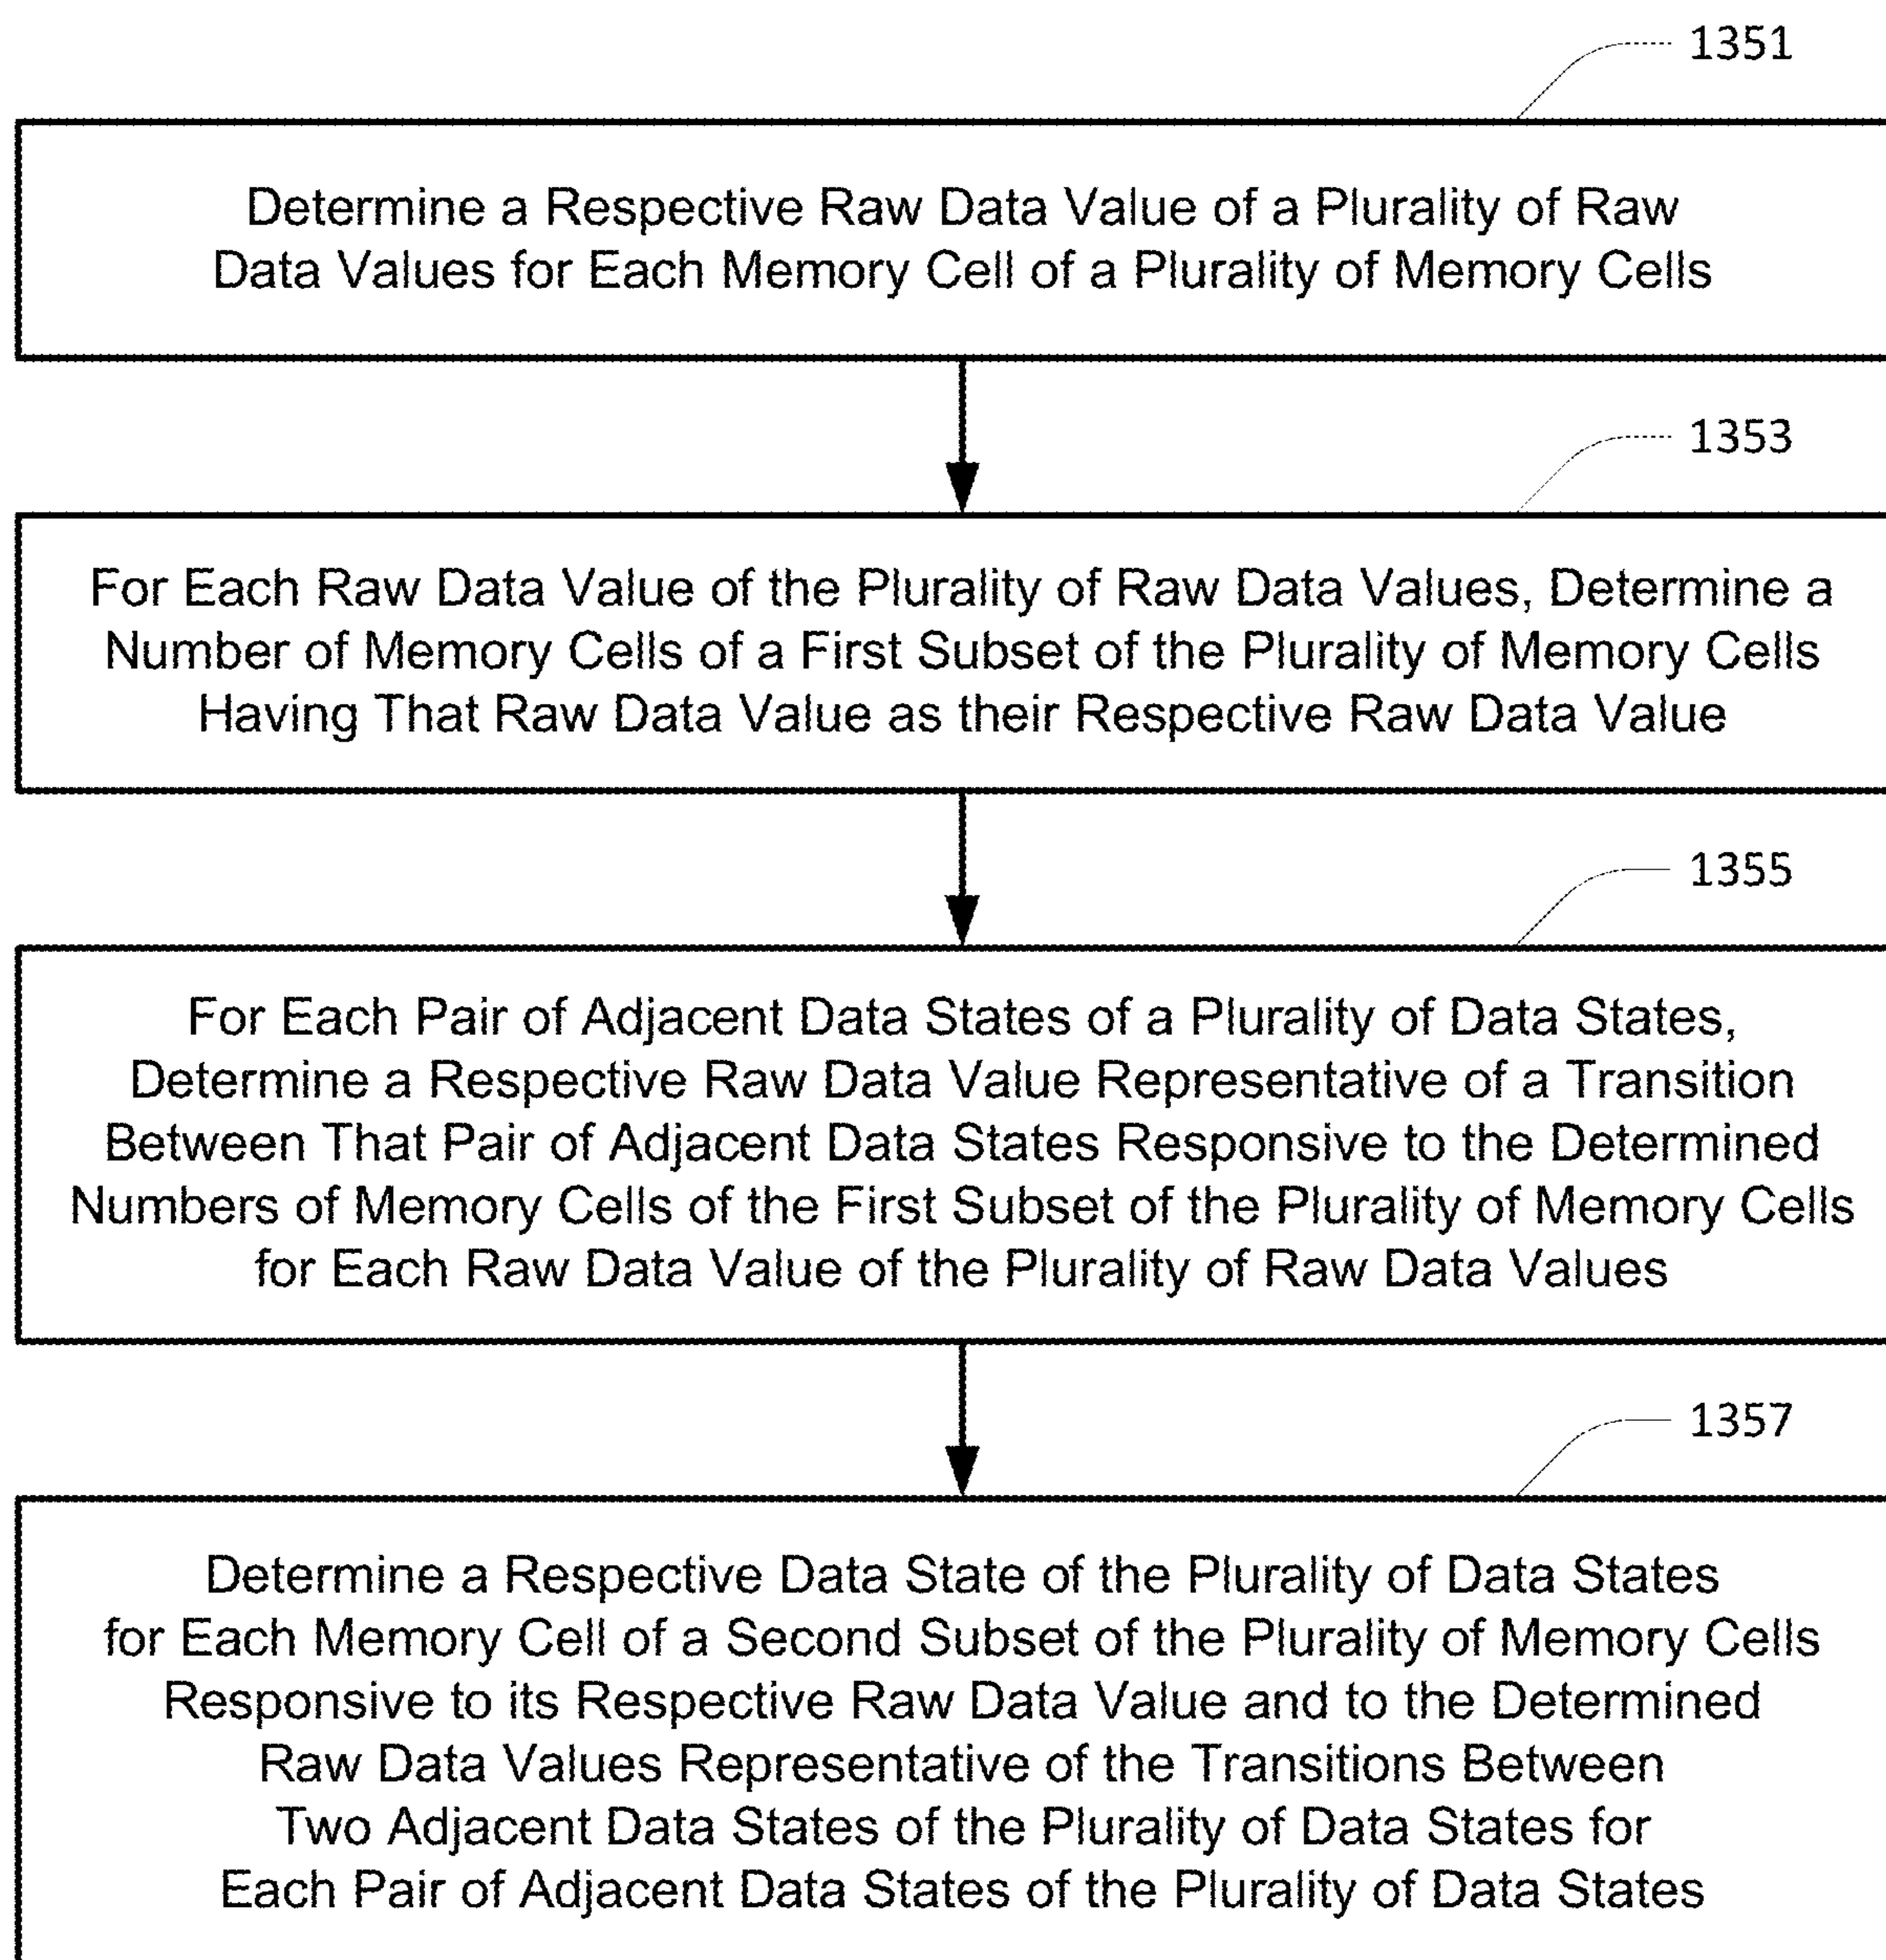 1351
Determine a Respective Raw Data Value of a Plurality of Raw
Data Values for Each Memory Cell of a Plurality of Memory Cells
1353
For Each Raw Data Value of the Plurality of Raw Data Values, Determine a
Number of Memory Cells of a First Subset of the Plurality of Memory Cells
Having That Raw Data Value as their Respective Raw Data Value
1355
For Each Pair of Adjacent Data States of a Plurality of Data States,
Determine a Respective Raw Data Value Representative of a Transition
Between That Pair of Adjacent Data States Responsive to the Determined
Numbers of Memory Cells of the First Subset of the Plurality of Memory Cells
for Each Raw Data Value of the Plurality of Raw Data Values
1357
Determine a Respective Data State of the Plurality of Data States
for Each Memory Cell of a Second Subset of the Plurality of Memory Cells
Responsive to its Respective Raw Data Value and to the Determined
Raw Data Values Representative of the Transitions Between
Two Adjacent Data States of the Plurality of Data States for
Each Pair of Adjacent Data States of the Plurality of Data States